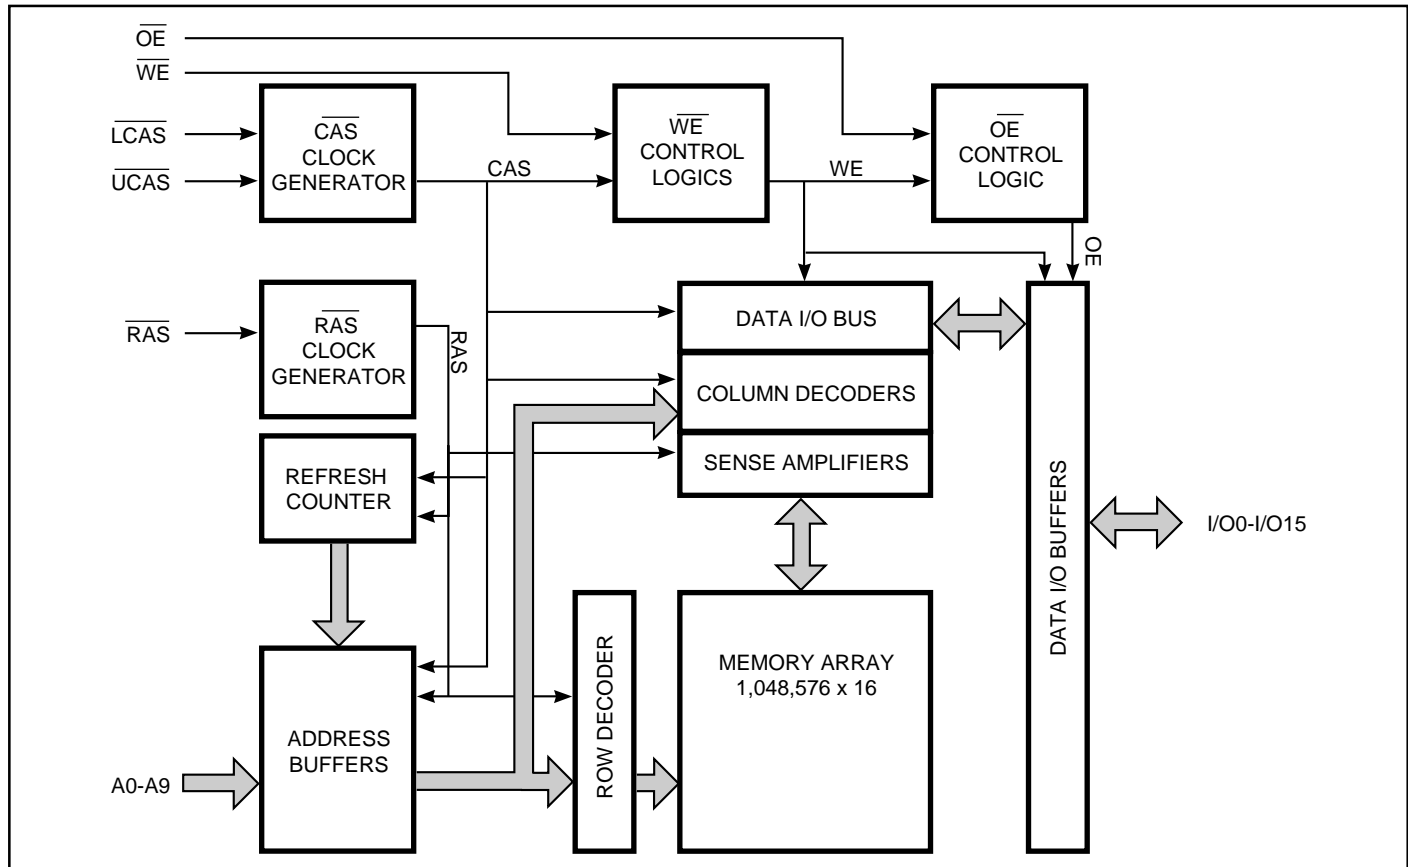 OE
WE
LCAS
UCAS
CAS
CLOCK
GENERATOR
CAS
WE
CONTROL
LOGICS
WE
OE
CONTROL
LOGIC
OE
RAS
RAS
CLOCK
GENERATOR
RAS
DATA I/O BUS
COLUMN DECODERS
SENSE AMPLIFIERS
REFRESH
COUNTER
DATA I/O BUFFERS
I/O0-I/O15
ROW DECODER
MEMORY ARRAY
1,048,576 x 16
ADDRESS
BUFFERS
A0-A9